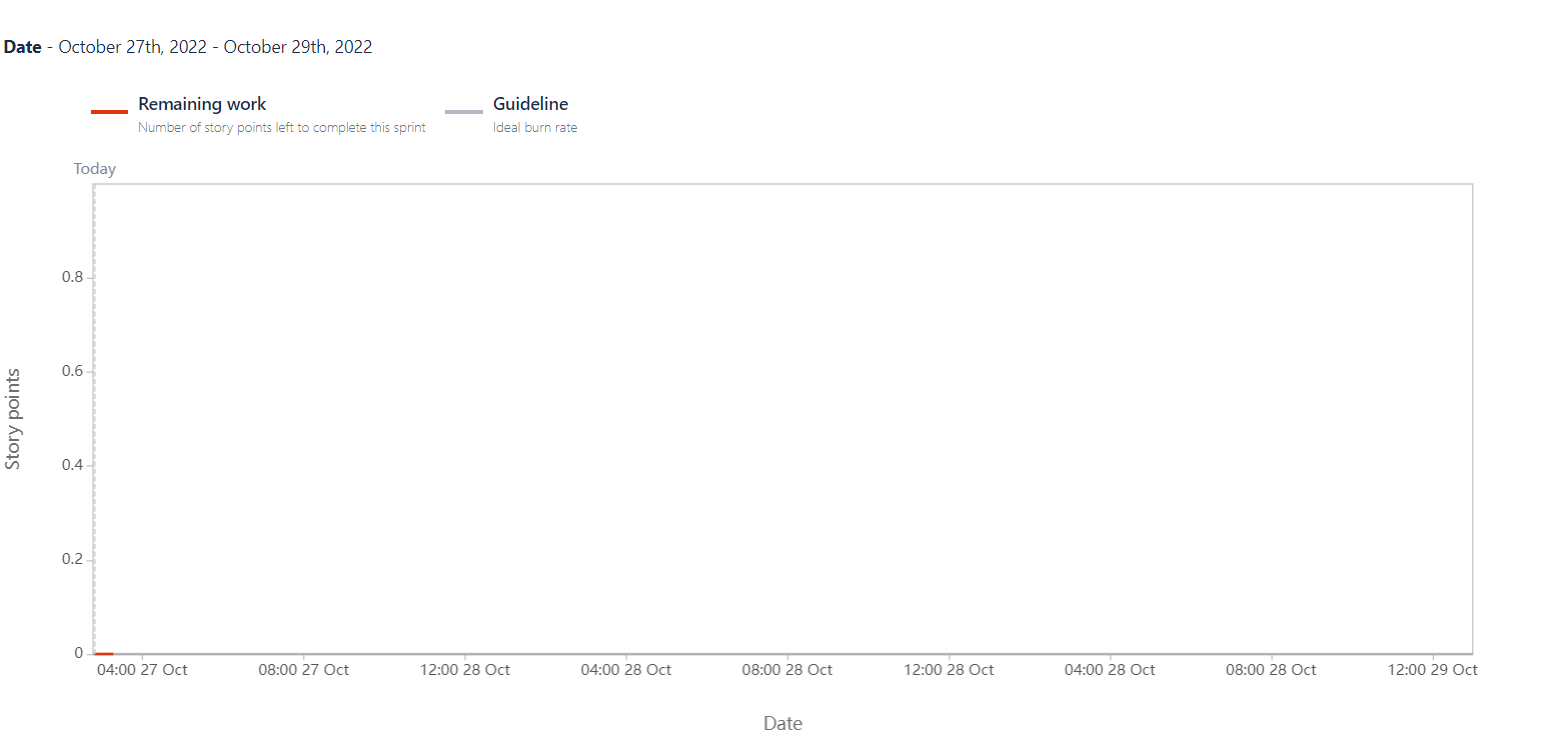 Date - October 27th, 2022 - October 29th, 2022
Remaining work
Number of story points left to complete this sprint
Guideline
Ideal burn rate
Today
0.8
0.6
0.4
0.2
0
Story points
04:00 27 Oct
08:00 27 Oct
12:00 28 Oct
04:00 28 Oct
08:00 28 Oct
12:00 28 Oct
04:00 28 Oct
08:00 28 Oct
12:00 29 Oct
Date